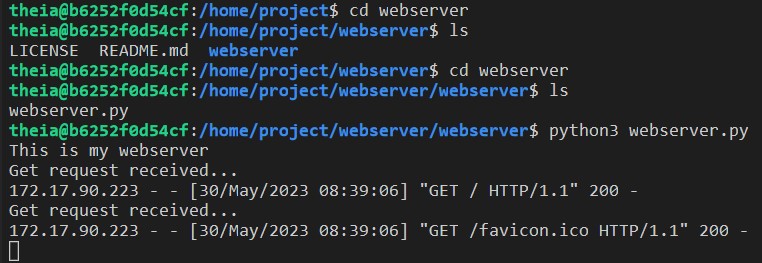 theia@b6252f0d54cf:/home/project$ cd webserver
theia@b6252f0d54cf:/home/project/webserver$ ls
LICENSE  README.md  webserver
theia@b6252f0d54cf:/home/project/webserver$ cd webserver
theia@b6252f0d54cf:/home/project/webserver/webserver$ ls
webserver.py
theia@b6252f0d54cf:/home/project/webserver/webserver$ python3 webserver.py
This is my webserver
Get request received...
172.17.90.223 - - [30/May/2023 08:39:06] "GET / HTTP/1.1" 200 -
Get request received...
172.17.90.223 - - [30/May/2023 08:39:06] "GET /favicon.ico HTTP/1.1" 200 -